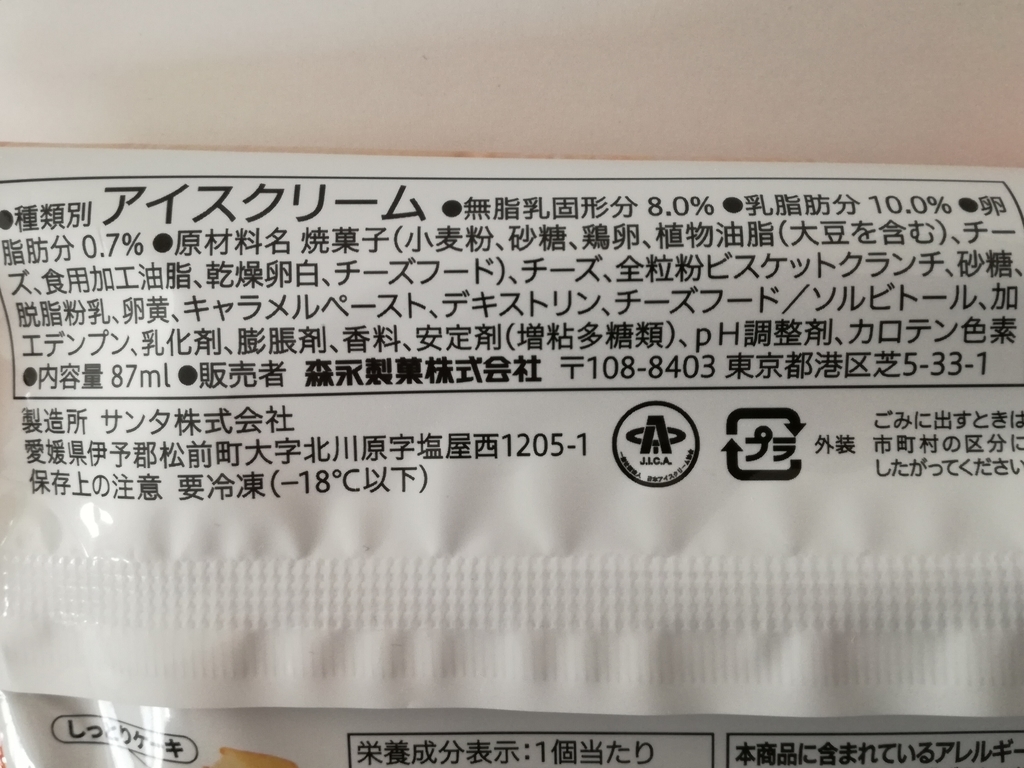 ●種類別 アイスクリーム ●無脂乳固形分 8.0% ●乳脂肪分 10.0% ●卵
脂肪分 0.7% ●原材料名 焼菓子(小麦粉、砂糖、鶏卵、植物油脂(大豆を含む)、チー
ズ、食用加工油脂、乾燥卵白、チーズフード)、チーズ、全粒粉ビスケットクランチ、砂糖、
脱脂粉乳、卵黄、キャラメルペースト、デキストリン、チーズフード／ソルビトール、加
エデンプン、乳化剤、膨脹剤、香料、安定剤(増粘多糖類)、pH調整剤、カロテン色素
●内容量 87ml ●販売者 森永製菓株式会社 〒108-8403 東京都港区芝5-33-1
製造所 サンタ株式会社
愛媛県伊予郡松前町大字北川原字塩屋西1205-1
保存上の注意 要冷凍(−18℃以下)
J.I.C.A.
プラ
外装
ごみに出すときは
市町村の区分に
したがってください
しっとりケーキ
栄養成分表示:1個当たり
本商品に含まれているアレルギー